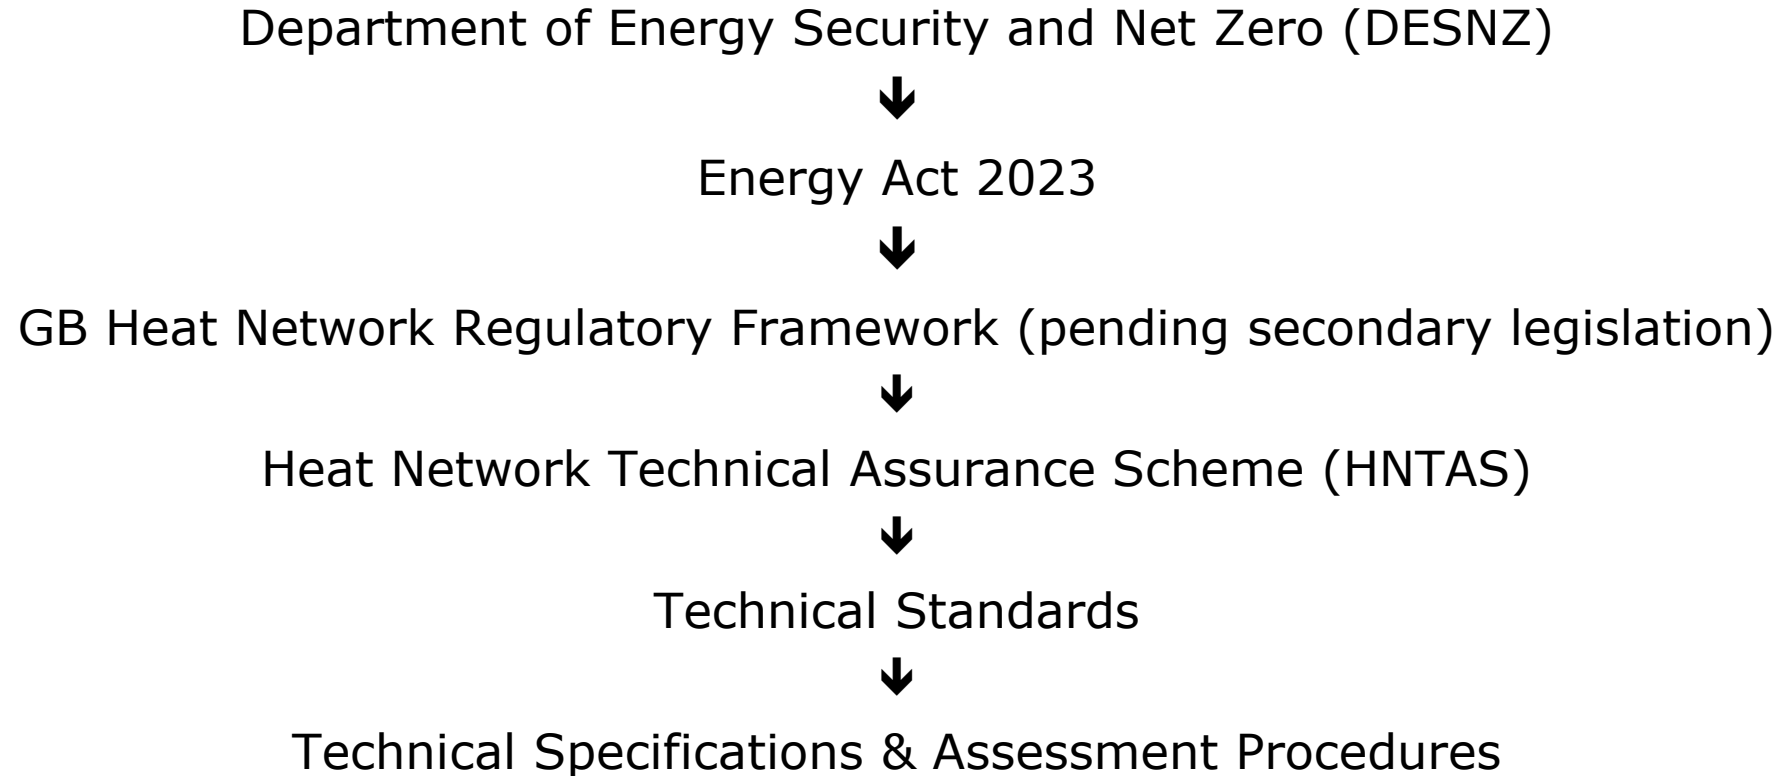 Department of Energy Security and Net Zero (DESNZ)
↓
Energy Act 2023
↓
GB Heat Network Regulatory Framework (pending secondary legislation)
↓
Heat Network Technical Assurance Scheme (HNTAS)
↓
Technical Standards
↓
Technical Specifications & Assessment Procedures